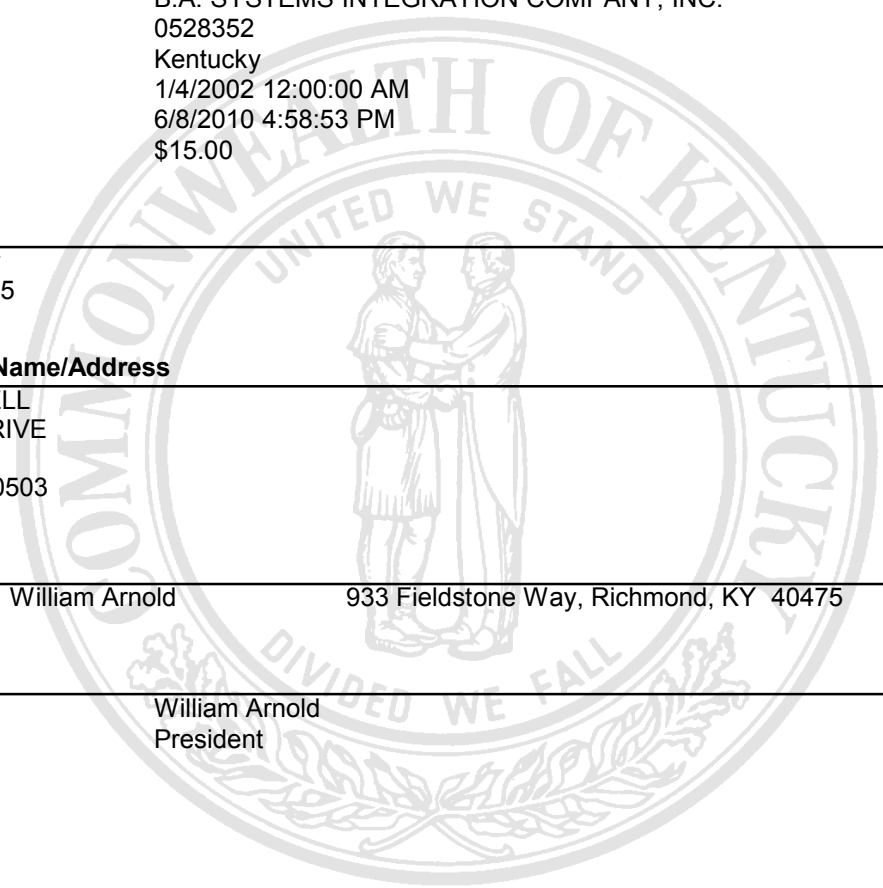 B.A. SYSTEMS INTEGRATION COMPANY, INC.
0528352
Kentucky
1/4/2002 12:00:00 AM
6/8/2010 4:58:53 PM
$15.00
COMMONWEALTH OF KENTUCKY
UNITED WE STAND
5
Name/Address
ELL
RIVE
0503
William Arnold 933 Fieldstone Way, Richmond, KY 40475
DIVIDED WE FALL
William Arnold
President